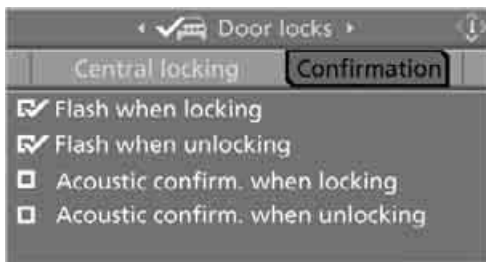 Door locks
Central locking Confirmation
Flash when locking
Flash when unlocking
Acoustic confirm. when locking
Acoustic confirm. when unlocking